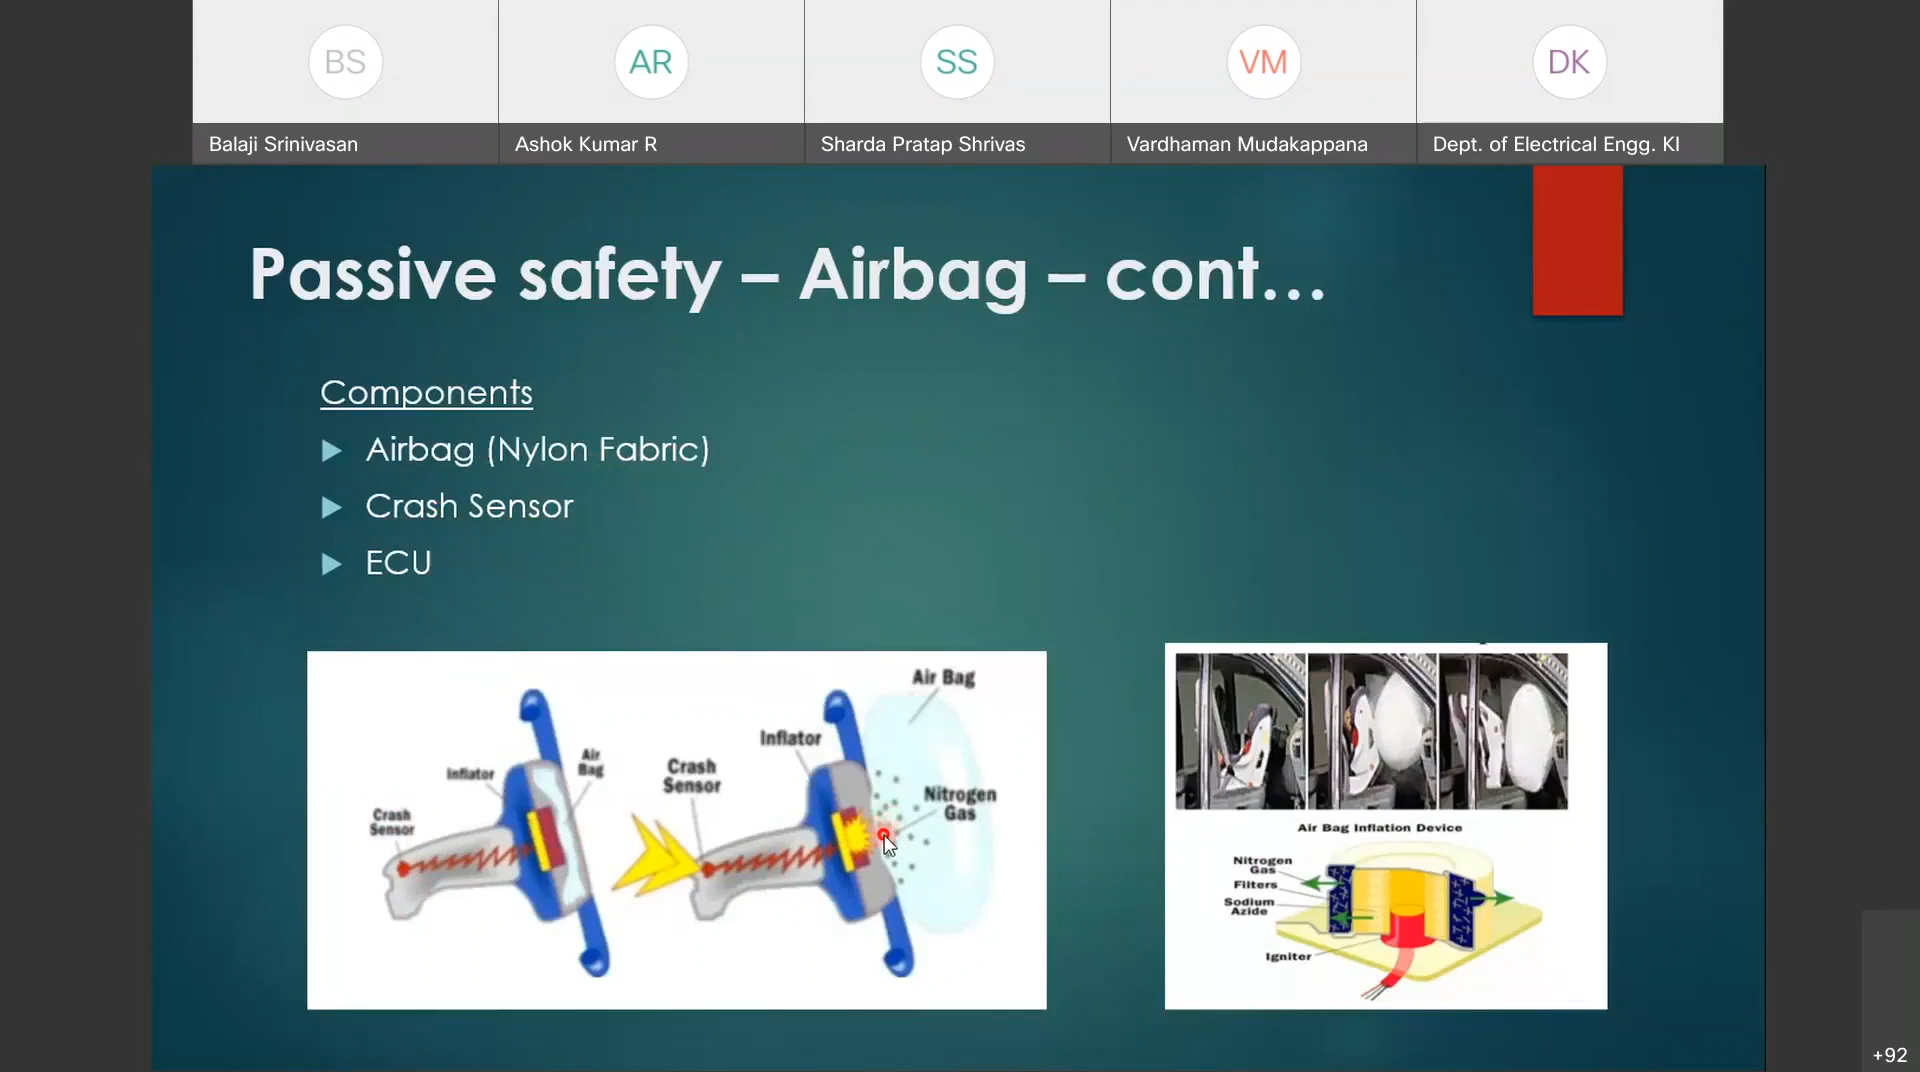 BS
AR
SS
VM
DK
Balaji Srinivasan
Ashok Kumar R
Sharda Pratap Shrivas
Vardhaman Mudakappana
Dept. of Electrical Engg. KI
Passive safety – Airbag – cont…
Components
Airbag (Nylon Fabric)
Crash Sensor
ECU
Crash
Sensor
Inflator
Air
Bag
Crash
Sensor
Inflator
Air Bag
Nitrogen
Gas
Air Bag Inflation Device
Nitrogen
Gas
Filters
Sodium
Azide
Igniter
+92